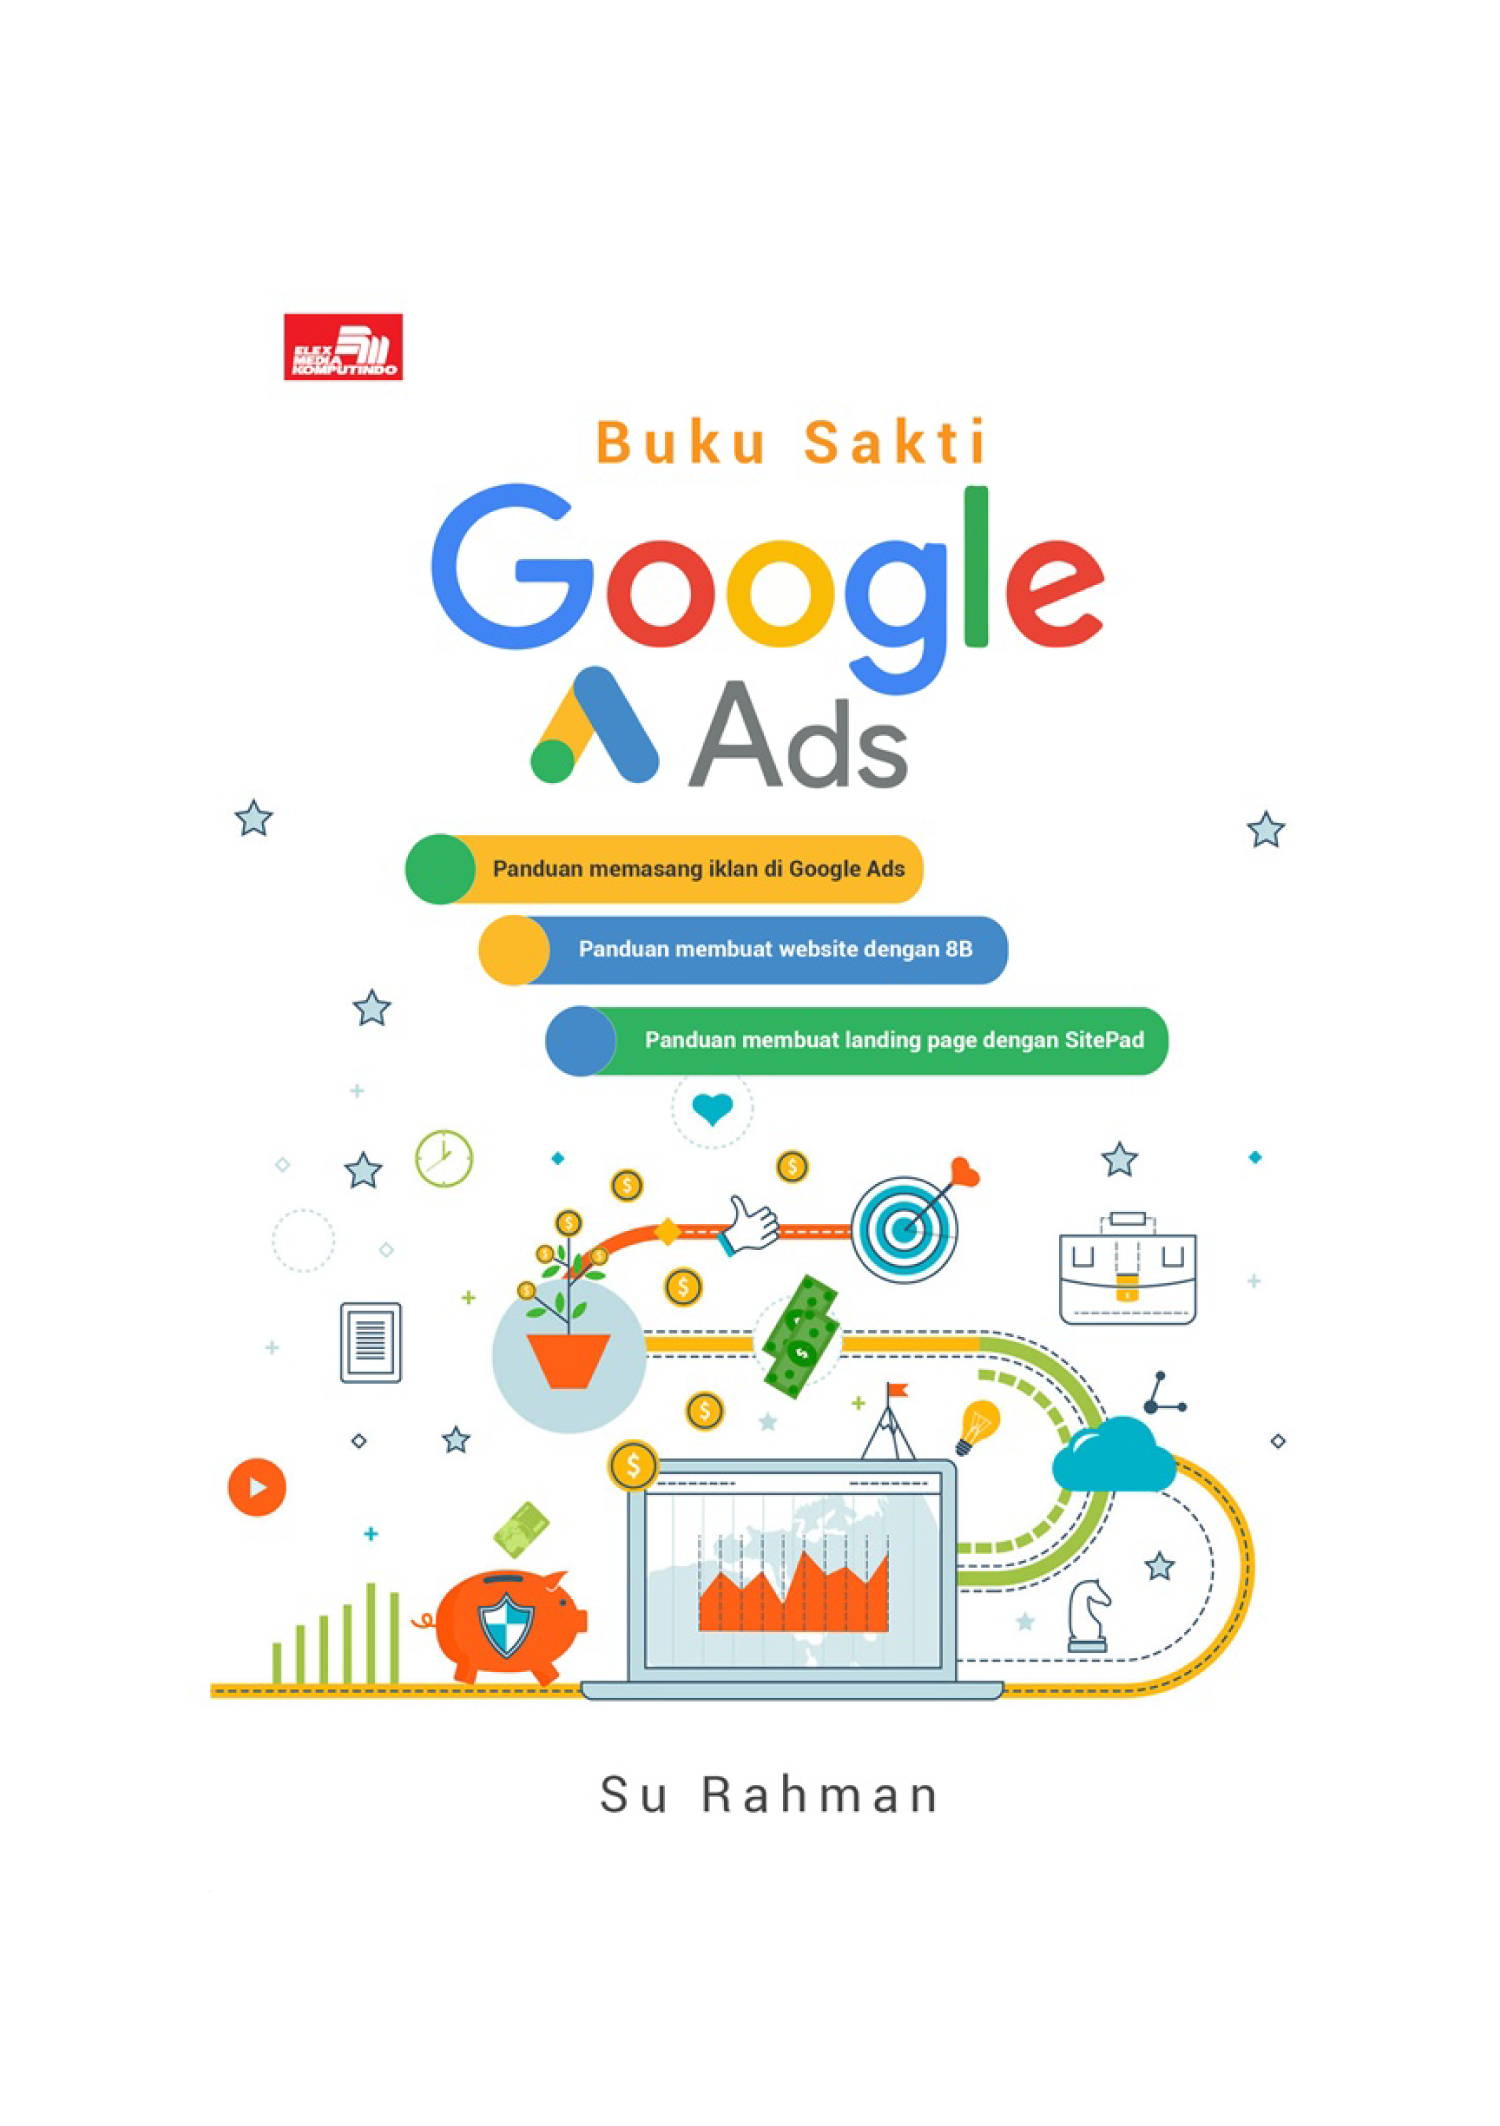 ELEX
MEDIA
KOMPUTINDO
Buku Sakti
Google
Ads
Panduan memasang iklan di Google Ads
Panduan membuat website dengan 8B
Panduan membuat landing page dengan SitePad
Su Rahman